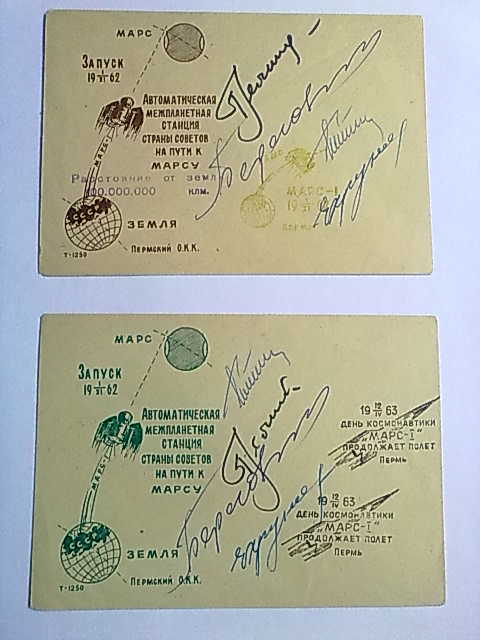 МАРС
ЗАПУСК
19 1/XI 62
АВТОМАТИЧЕСКАЯ
МЕЖПЛАНЕТНАЯ
СТАНЦИЯ
СТРАНЫ СОВЕТОВ
НА ПУТИ К
МАРСУ
МАРС-1
Расстояние от земли
100.000.000 клм.
СССР
ЗЕМЛЯ
ПЕРМСКИЙ О.К.К.
Т-1250
МАРС-I
МАРС
ЗАПУСК
19 1/XI 62
АВТОМАТИЧЕСКАЯ
МЕЖПЛАНЕТНАЯ
СТАНЦИЯ
СТРАНЫ СОВЕТОВ
НА ПУТИ К
МАРСУ
МАРС-1
СССР
ЗЕМЛЯ
ПЕРМСКИЙ О.К.К.
Т-1250
19 12/IV 63
ДЕНЬ КОСМОНАВТИКИ
"МАРС-I"
ПРОДОЛЖАЕТ ПОЛЕТ
ПЕРМЬ
19 12/IV 63
ДЕНЬ КОСМОНАВТИКИ
"МАРС-I"
ПРОДОЛЖАЕТ ПОЛЕТ
ПЕРМЬ